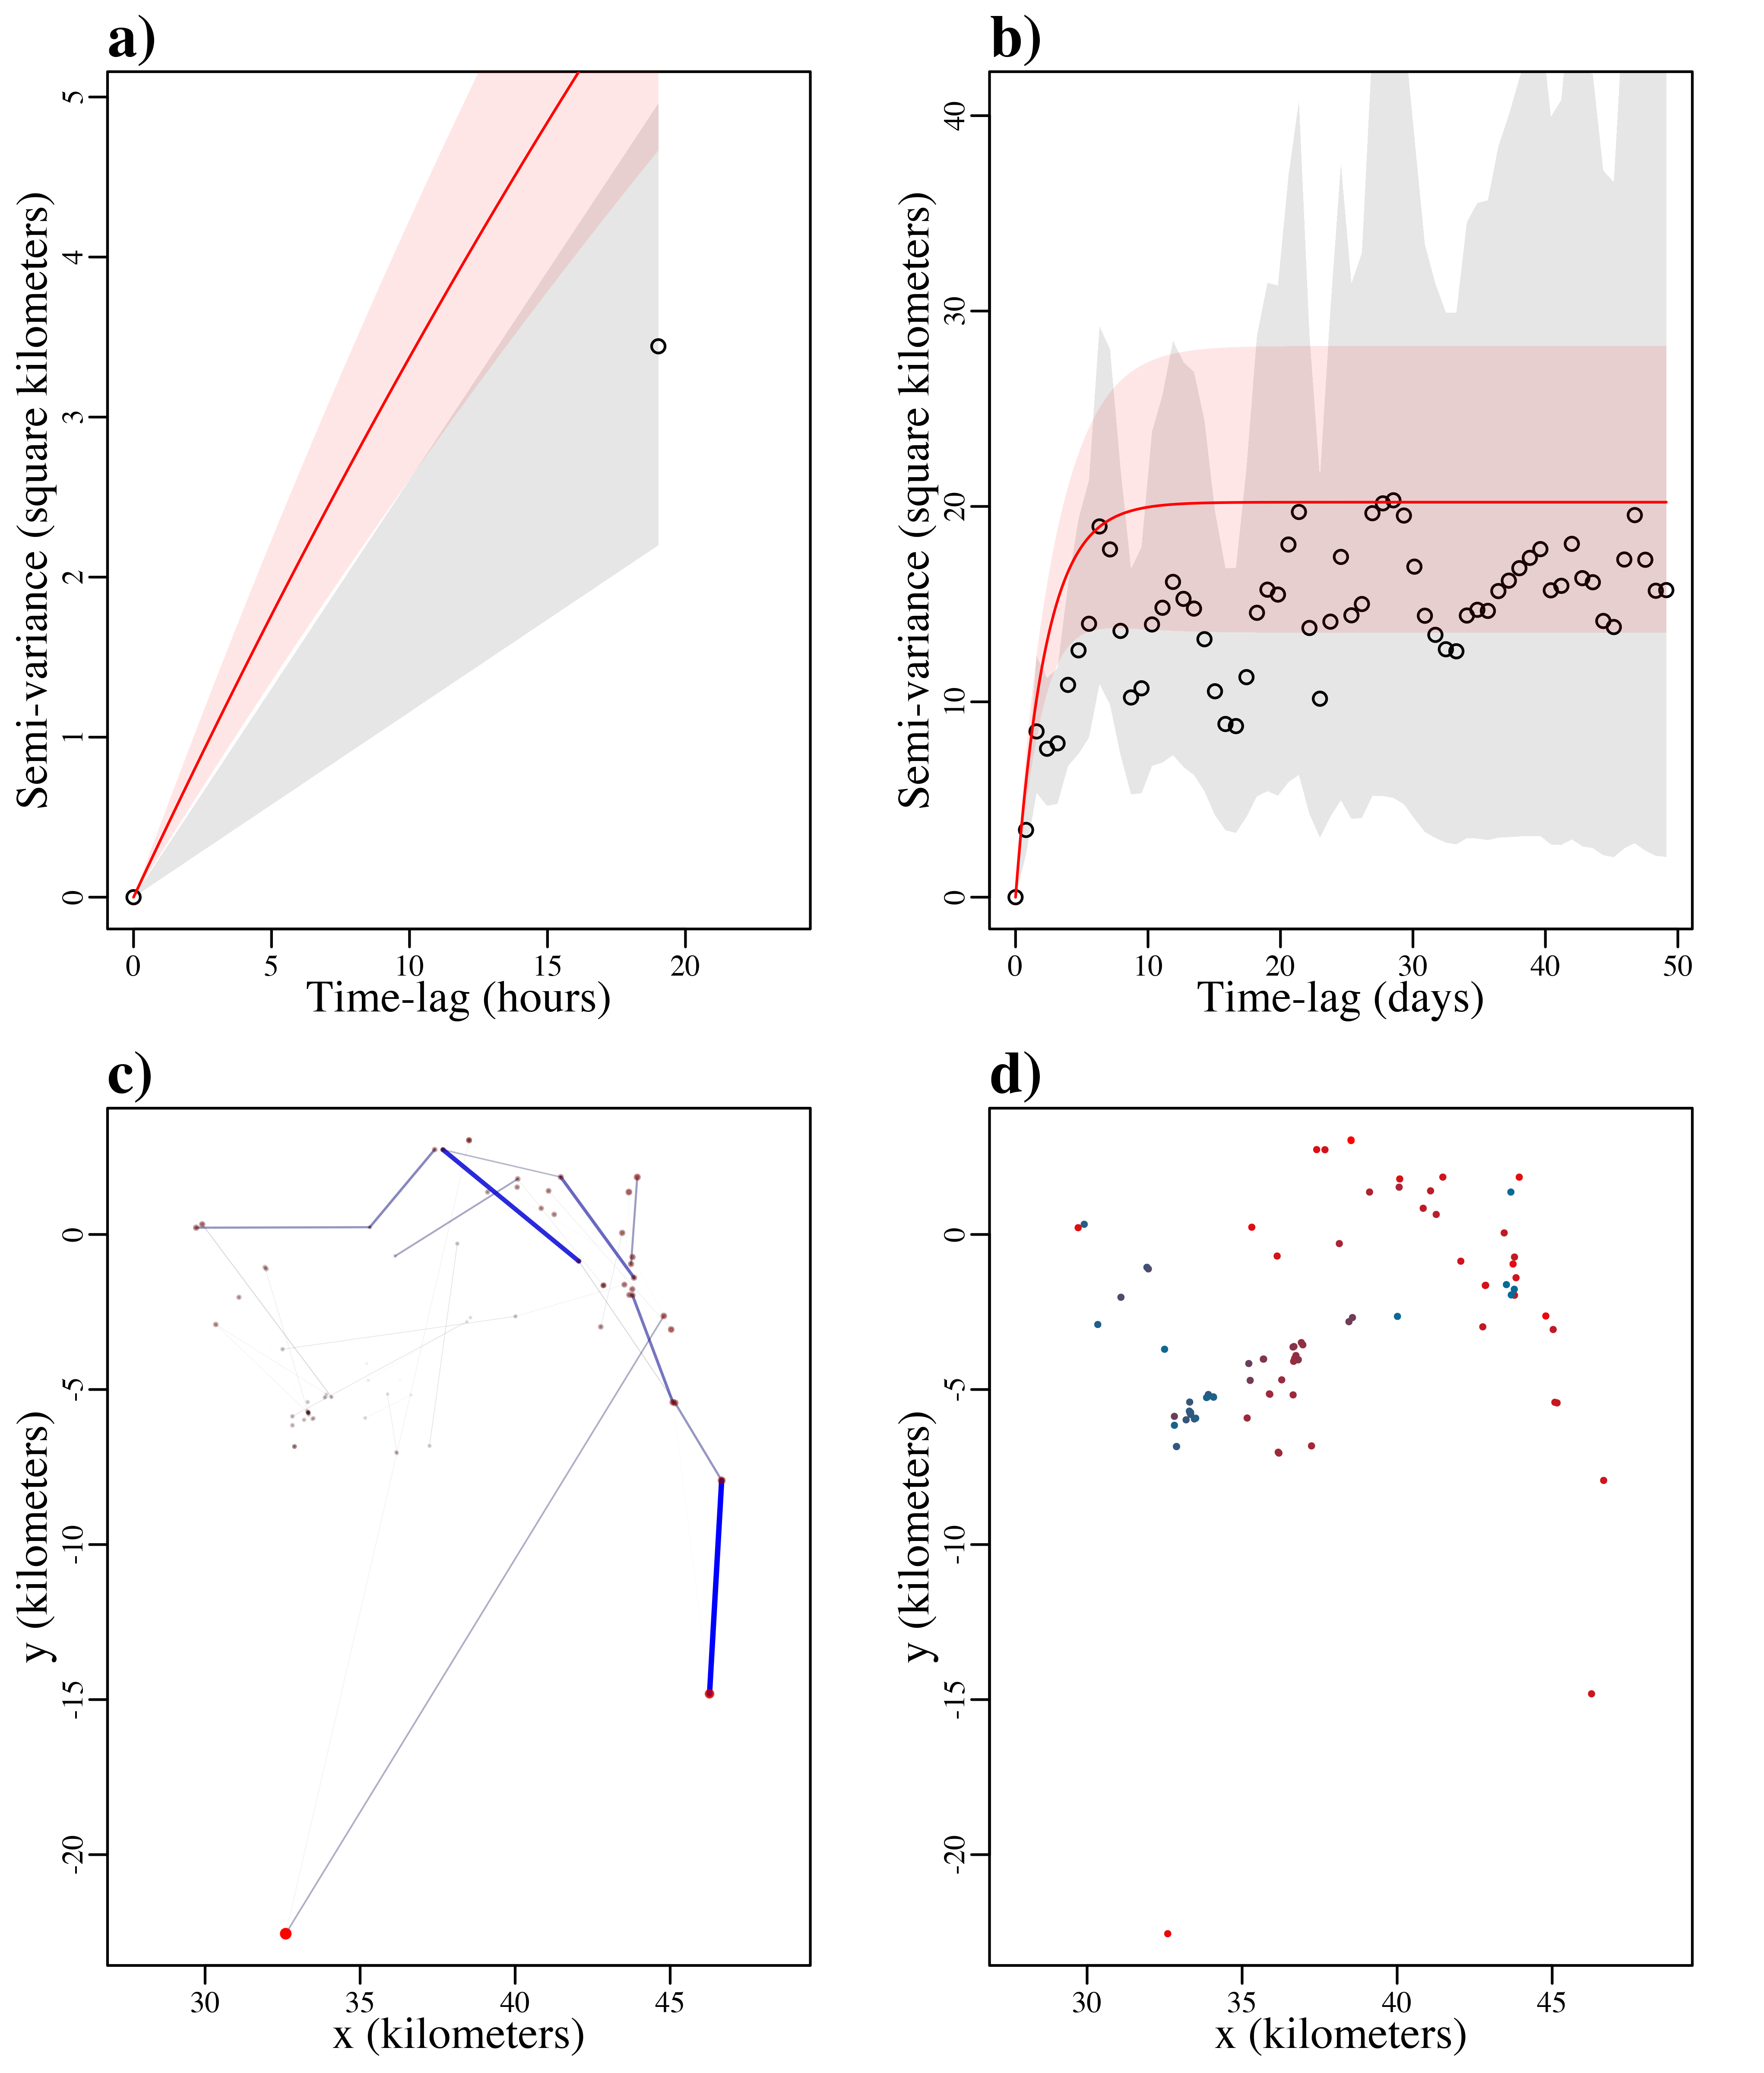 a)
Semi-variance (square kilometers)
5
4
3
2
1
0
0 5 10 15 20
Time-lag (hours)
b)
Semi-variance (square kilometers)
40
30
20
10
0
0 10 20 30 40 50
Time-lag (days)
c)
y (kilometers)
0
-5
-10
-15
-20
30 35 40 45
x (kilometers)
d)
y (kilometers)
0
-5
-10
-15
-20
30 35 40 45
x (kilometers)